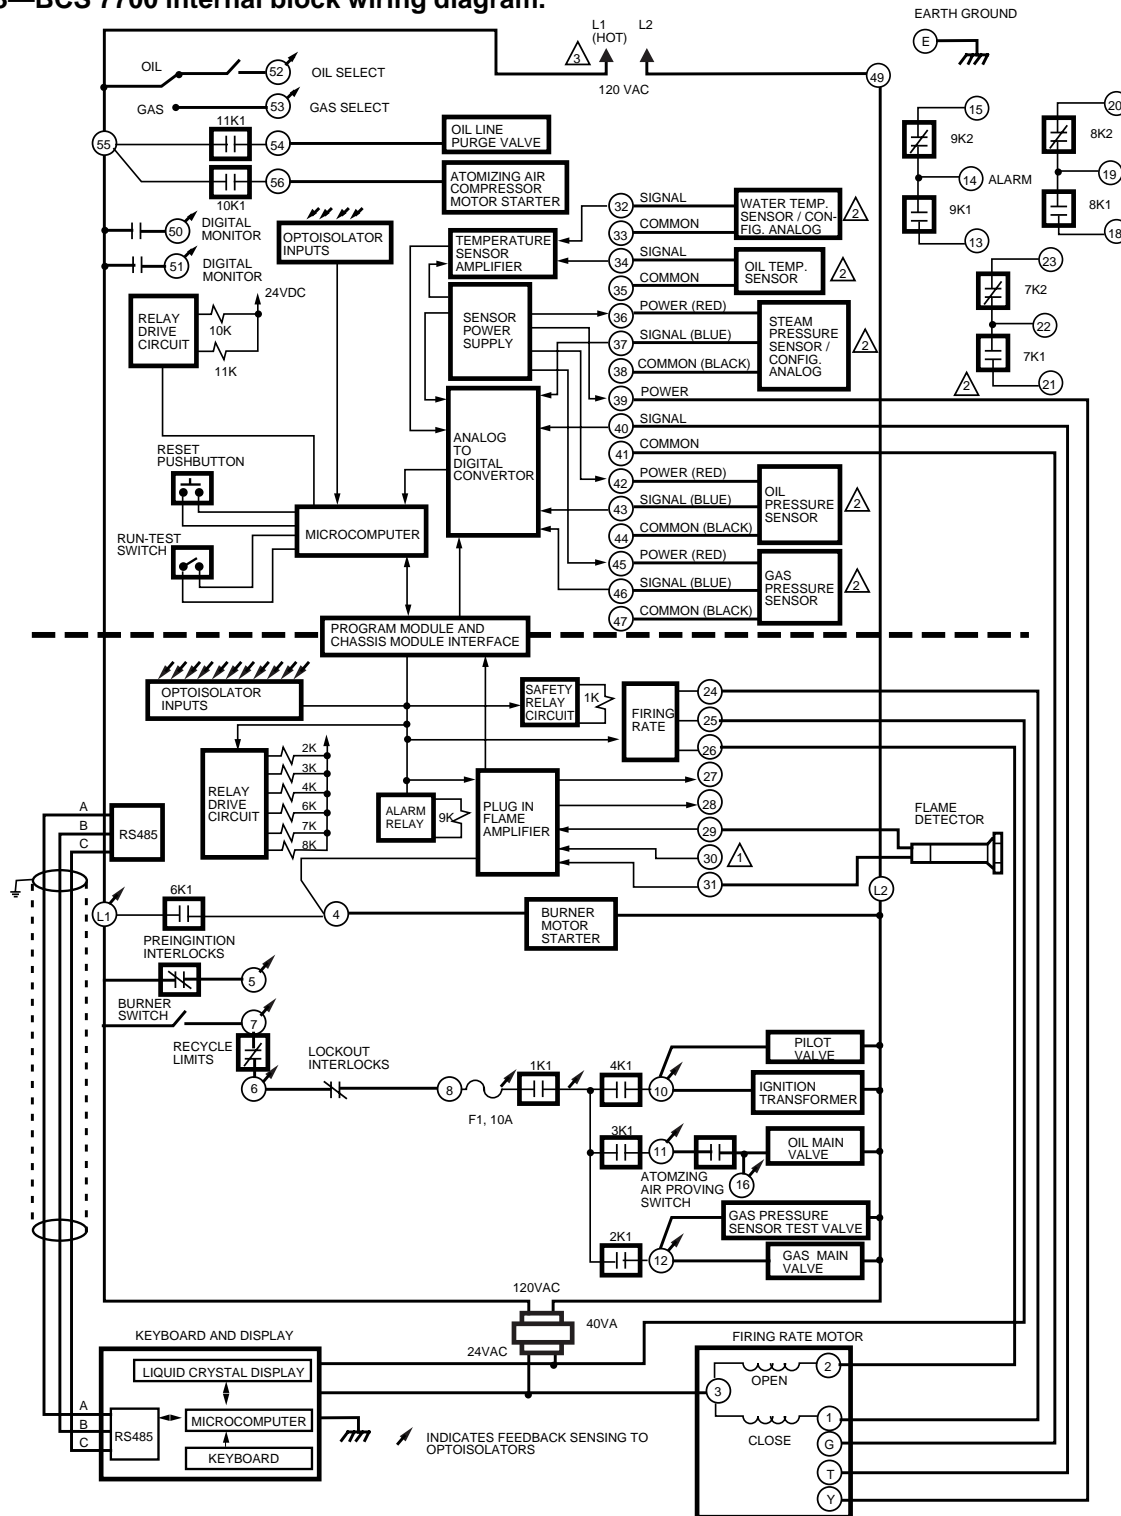 —BCS 7700 internal block wiring diagram.
EARTH GROUND
E
L1
(HOT)
L2
3
120 VAC
49
OIL
52
OIL SELECT
GAS
53
GAS SELECT
11K1
55
54
OIL LINE
PURGE VALVE
10K1
56
ATOMIZING AIR
COMPRESSOR
MOTOR STARTER
15
9K2
14
ALARM
9K1
13
20
8K2
19
8K1
18
23
7K2
22
7K1
2
21
50
DIGITAL
MONITOR
51
DIGITAL
MONITOR
OPTOISOLATOR
INPUTS
TEMPERATURE
SENSOR
AMPLIFIER
32
SIGNAL
33
COMMON
WATER TEMP.
SENSOR / CON-
FIG. ANALOG
2
34
SIGNAL
35
COMMON
OIL TEMP.
SENSOR
2
24VDC
RELAY
DRIVE
CIRCUIT
10K
11K
SENSOR
POWER
SUPPLY
36
POWER (RED)
37
SIGNAL (BLUE)
38
COMMON (BLACK)
STEAM
PRESSURE
SENSOR /
CONFIG.
ANALOG
2
39
POWER
40
SIGNAL
41
COMMON
ANALOG
TO
DIGITAL
CONVERTOR
42
POWER (RED)
43
SIGNAL (BLUE)
44
COMMON (BLACK)
OIL
PRESSURE
SENSOR
2
45
POWER (RED)
46
SIGNAL (BLUE)
47
COMMON (BLACK)
GAS
PRESSURE
SENSOR
2
RESET
PUSHBUTTON
MICROCOMPUTER
RUN-TEST
SWITCH
PROGRAM MODULE AND
CHASSIS MODULE INTERFACE
OPTOISOLATOR
INPUTS
SAFETY
RELAY
CIRCUIT
1K
FIRING
RATE
24
25
26
27
28
29
30
1
31
RELAY
DRIVE
CIRCUIT
2K
3K
4K
6K
7K
8K
ALARM
RELAY
9K
PLUG IN
FLAME
AMPLIFIER
FLAME
DETECTOR
A
B
C
RS485
L1
6K1
4
BURNER
MOTOR
STARTER
L2
PREINGINTION
INTERLOCKS
5
BURNER
SWITCH
7
RECYCLE
LIMITS
6
LOCKOUT
INTERLOCKS
8
F1, 10A
1K1
4K1
10
PILOT
VALVE
IGNITION
TRANSFORMER
3K1
11
ATOMZING
AIR PROVING
SWITCH
16
OIL MAIN
VALVE
2K1
12
GAS PRESSURE
SENSOR TEST VALVE
GAS MAIN
VALVE
120VAC
40VA
24VAC
KEYBOARD AND DISPLAY
LIQUID CRYSTAL DISPLAY
MICROCOMPUTER
KEYBOARD
A
B
C
RS485
INDICATES FEEDBACK SENSING TO
OPTOISOLATORS
FIRING RATE MOTOR
OPEN
2
3
CLOSE
1
G
T
Y